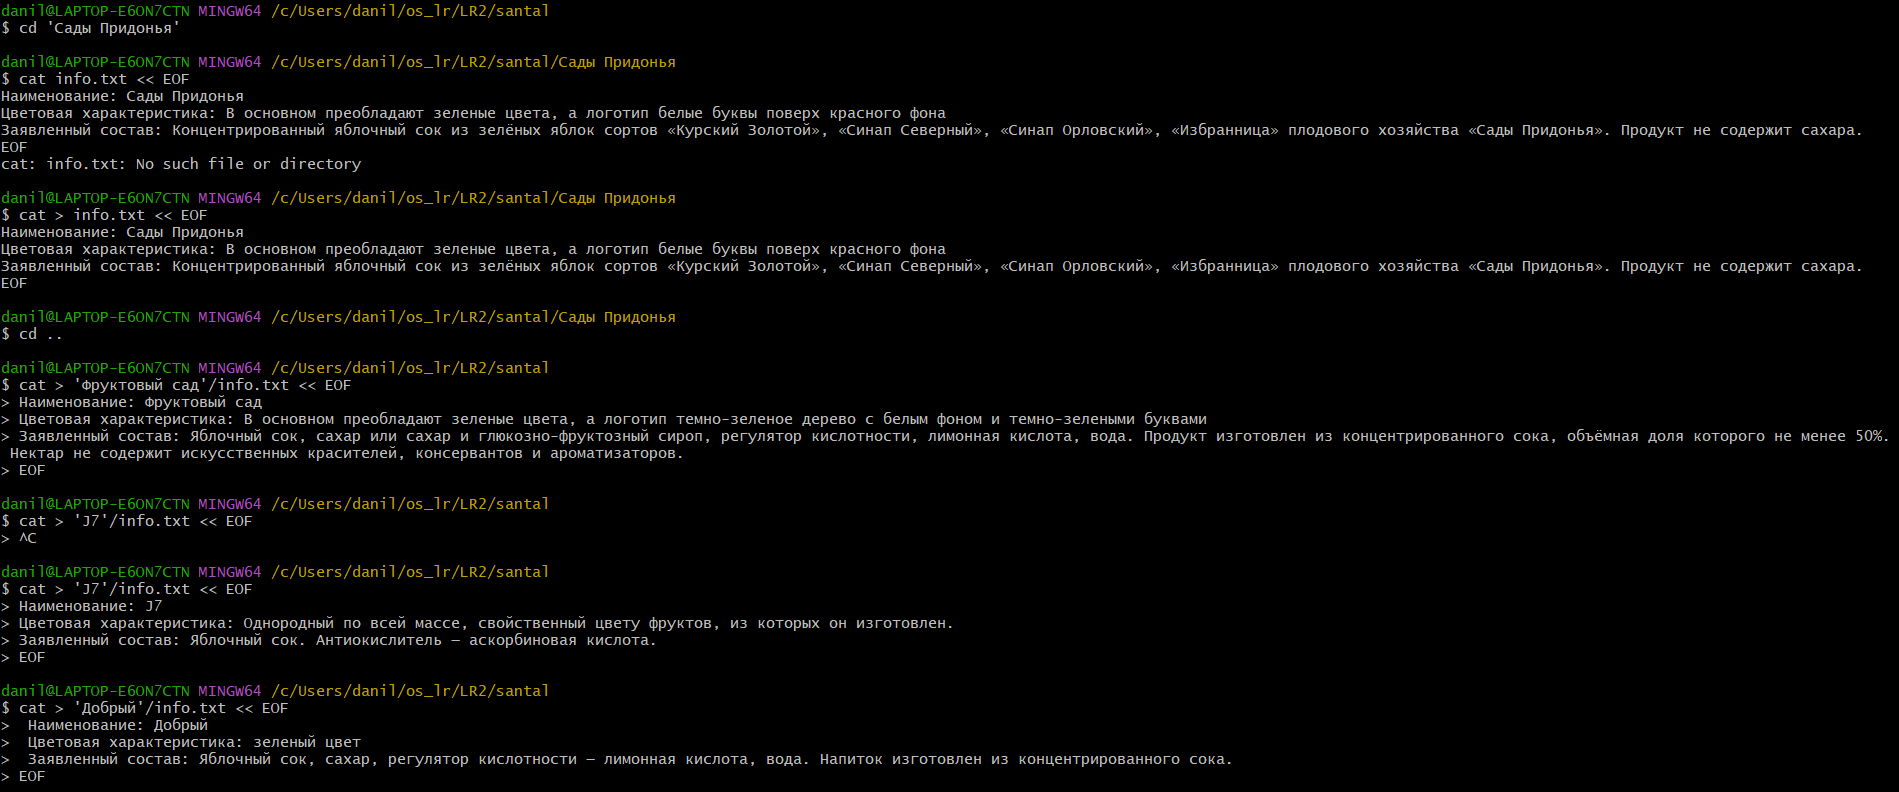 danil@LAPTOP-E6ON7CTN MINGW64 /c/Users/danil/os_lr/LR2/santal
$ cd 'Сады Придонья'
danil@LAPTOP-E6ON7CTN MINGW64 /c/Users/danil/os_lr/LR2/santal/Сады Придонья
$ cat info.txt << EOF
Наименование: Сады Придонья
Цветовая характеристика: В основном преобладают зеленые цвета, а логотип белые буквы поверх красного фона
Заявленный состав: Концентрированный яблочный сок из зелёных яблок сортов «Курский Золотой», «Синап Северный», «Синап Орловский», «Избранница» плодового хозяйства «Сады Придонья». Продукт не содержит сахара.
EOF
cat: info.txt: No such file or directory
danil@LAPTOP-E6ON7CTN MINGW64 /c/Users/danil/os_lr/LR2/santal/Сады Придонья
$ cat > info.txt << EOF
Наименование: Сады Придонья
Цветовая характеристика: В основном преобладают зеленые цвета, а логотип белые буквы поверх красного фона
Заявленный состав: Концентрированный яблочный сок из зелёных яблок сортов «Курский Золотой», «Синап Северный», «Синап Орловский», «Избранница» плодового хозяйства «Сады Придонья». Продукт не содержит сахара.
EOF
danil@LAPTOP-E6ON7CTN MINGW64 /c/Users/danil/os_lr/LR2/santal/Сады Придонья
$ cd ..
danil@LAPTOP-E6ON7CTN MINGW64 /c/Users/danil/os_lr/LR2/santal
$ cat > 'Фруктовый сад'/info.txt << EOF
> Наименование: Фруктовый сад
> Цветовая характеристика: В основном преобладают зеленые цвета, а логотип темно-зеленое дерево с белым фоном и темно-зелеными буквами
> Заявленный состав: Яблочный сок, сахар или сахар и глюкозно-фруктозный сироп, регулятор кислотности, лимонная кислота, вода. Продукт изготовлен из концентрированного сока, объёмная доля которого не менее 50%.
Нектар не содержит искусственных красителей, консервантов и ароматизаторов.
> EOF
danil@LAPTOP-E6ON7CTN MINGW64 /c/Users/danil/os_lr/LR2/santal
$ cat > 'J7'/info.txt << EOF
> ^C
danil@LAPTOP-E6ON7CTN MINGW64 /c/Users/danil/os_lr/LR2/santal
$ cat > 'J7'/info.txt << EOF
> Наименование: J7
> Цветовая характеристика: Однородный по всей массе, свойственный цвету фруктов, из которых он изготовлен.
> Заявленный состав: Яблочный сок. Антиокислитель — аскорбиновая кислота.
> EOF
danil@LAPTOP-E6ON7CTN MINGW64 /c/Users/danil/os_lr/LR2/santal
$ cat > 'Добрый'/info.txt << EOF
>  Наименование: Добрый
>  Цветовая характеристика: зеленый цвет
>  Заявленный состав: Яблочный сок, сахар, регулятор кислотности — лимонная кислота, вода. Напиток изготовлен из концентрированного сока.
> EOF